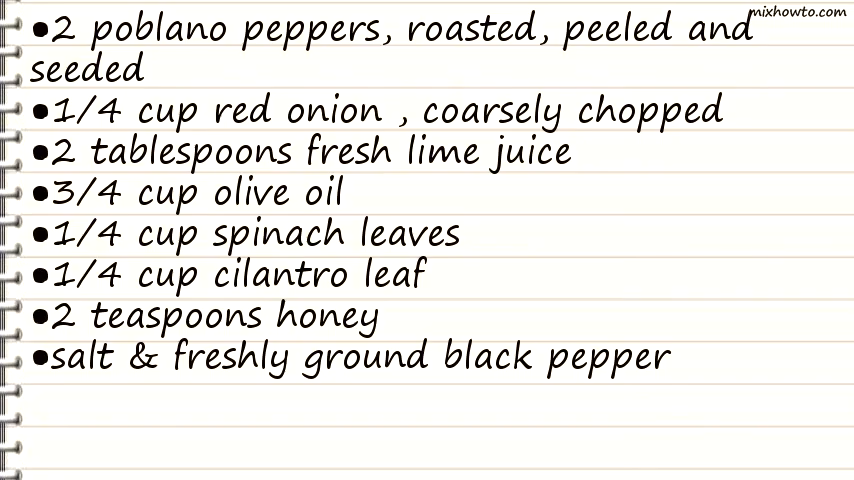 mixhowto.com
•2 poblano peppers, roasted, peeled and
seeded
•1/4 cup red onion , coarsely chopped
•2 tablespoons fresh lime juice
•3/4 cup olive oil
•1/4 cup spinach leaves
•1/4 cup cilantro leaf
•2 teaspoons honey
•salt & freshly ground black pepper